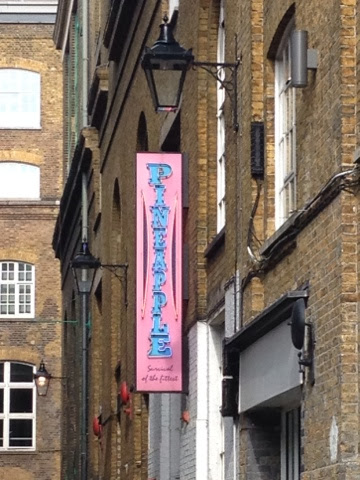 PINEAPPLE
Survival
of the fittest